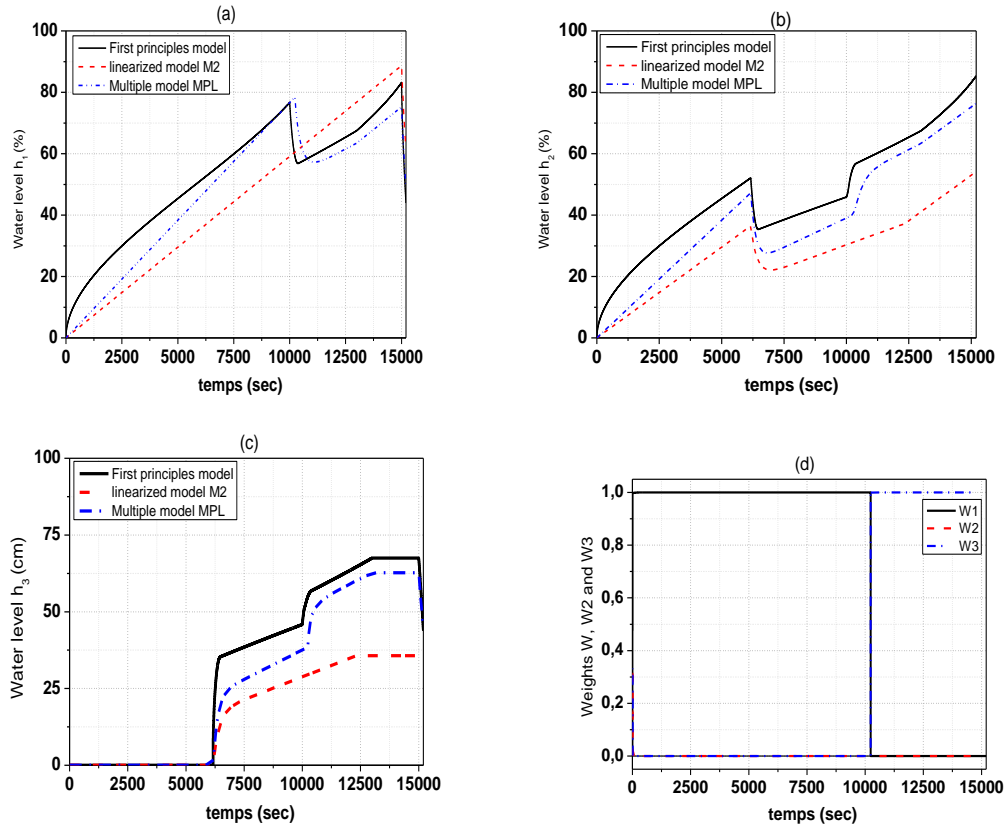 (a)
100
80
60
40
20
0
Water level h1 (%)
First principles model
linearized model M2
Multiple model MPL
0 2500 5000 7500 10000 12500 15000
temps (sec)
(b)
100
80
60
40
20
0
Water level h2 (%)
First principles model
linearized model M2
Multiple model MPL
0 2500 5000 7500 10000 12500 15000
temps (sec)
(c)
100
75
50
25
0
Water level h3 (cm)
First principles model
linearized model M2
Multiple model MPL
0 2500 5000 7500 10000 12500 15000
temps (sec)
(d)
1,0
0,8
0,6
0,4
0,2
0,0
Weights W, W2 and W3
W1
W2
W3
0 2500 5000 7500 10000 12500 15000
temps (sec)